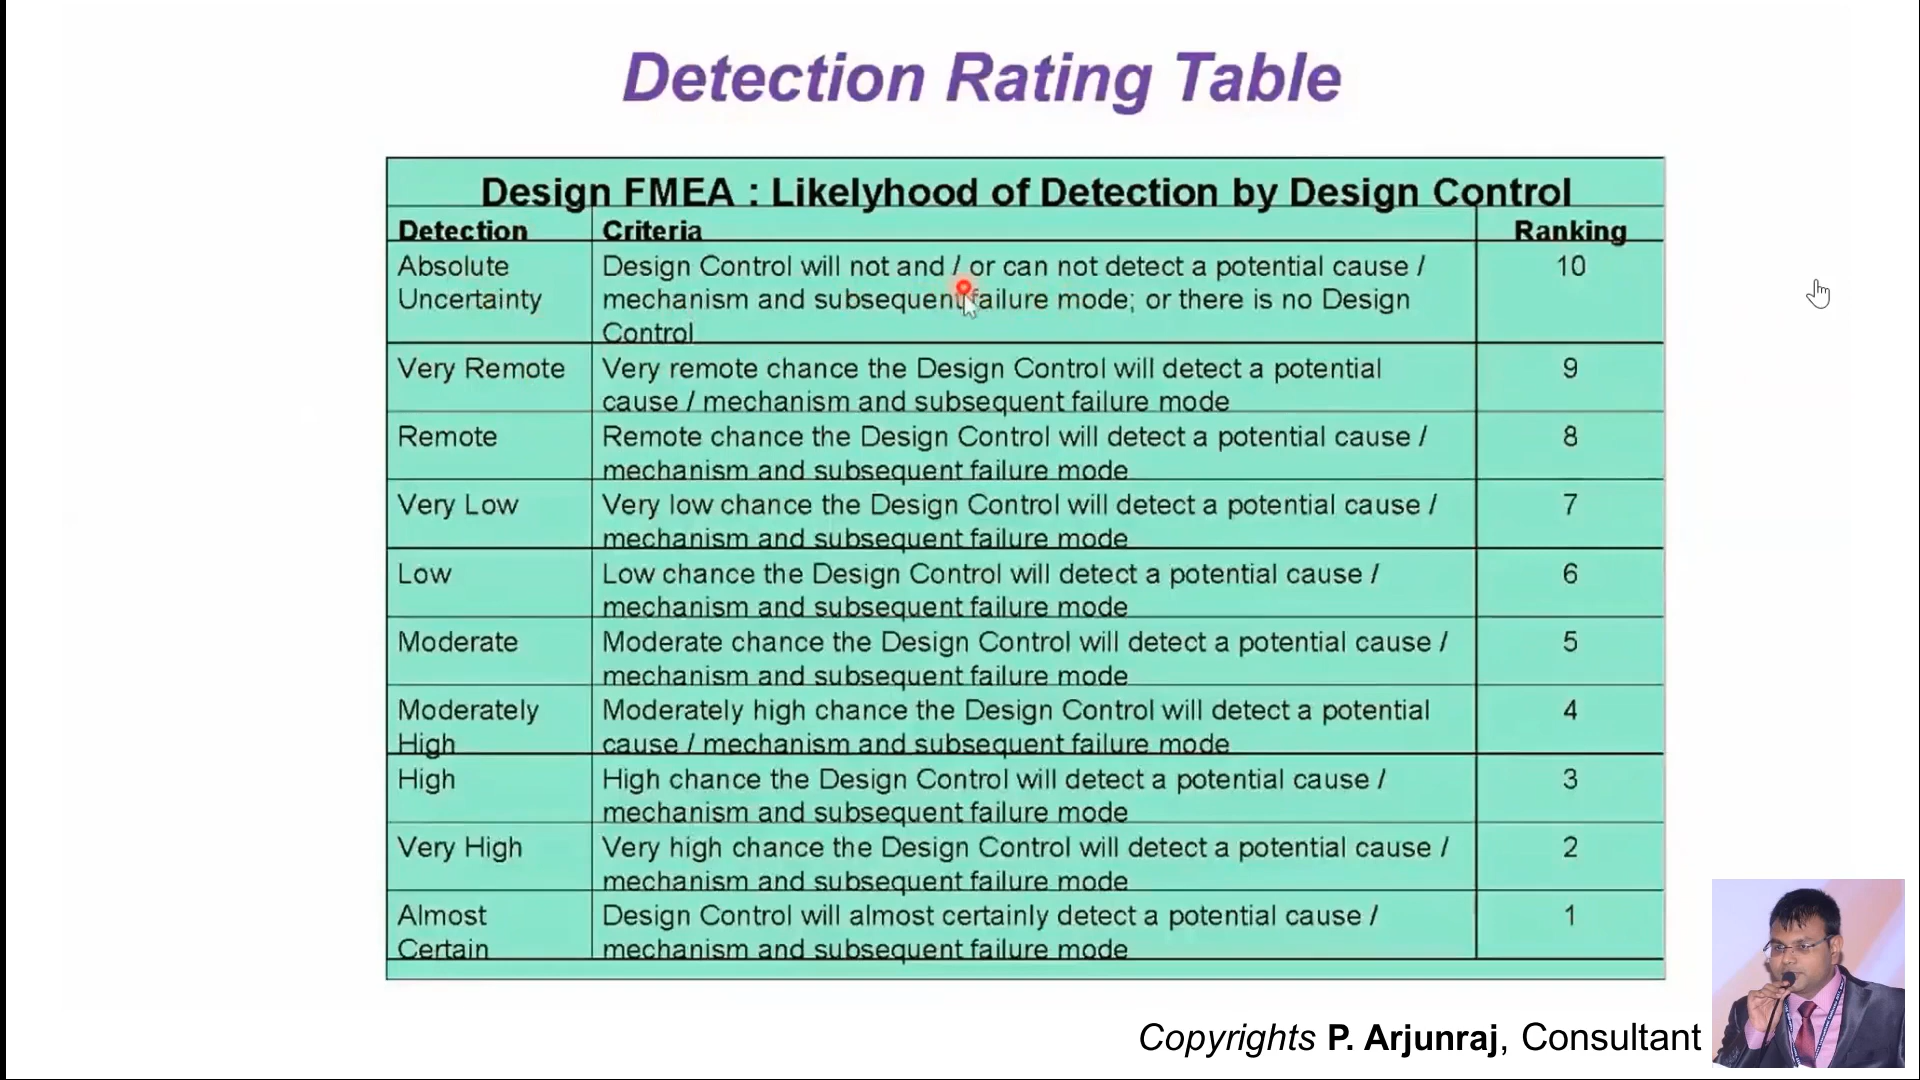 Detection Rating Table
Design FMEA : Likelyhood of Detection by Design Control
Detection Criteria Ranking
Absolute Design Control will not and / or can not detect a potential cause / 10
Uncertainty mechanism and subsequent failure mode; or there is no Design
Control
Very Remote Very remote chance the Design Control will detect a potential 9
cause / mechanism and subsequent failure mode
Remote Remote chance the Design Control will detect a potential cause / 8
mechanism and subsequent failure mode
Very Low Very low chance the Design Control will detect a potential cause / 7
mechanism and subsequent failure mode
Low Low chance the Design Control will detect a potential cause / 6
mechanism and subsequent failure mode
Moderate Moderate chance the Design Control will detect a potential cause / 5
mechanism and subsequent failure mode
Moderately Moderately high chance the Design Control will detect a potential 4
High cause / mechanism and subsequent failure mode
High High chance the Design Control will detect a potential cause / 3
mechanism and subsequent failure mode
Very High Very high chance the Design Control will detect a potential cause / 2
mechanism and subsequent failure mode
Almost Design Control will almost certainly detect a potential cause / 1
Certain mechanism and subsequent failure mode
Copyrights P. Arjunraj, Consultant